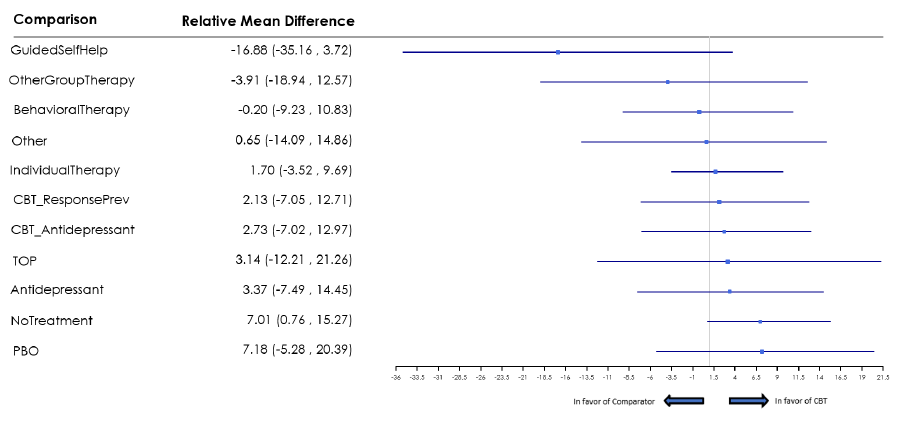 Comparison Relative Mean Difference
GuidedSelfHelp -16.88 (-35.16 , 3.72)
OtherGroupTherapy -3.91 (-18.94 , 12.57)
BehavioralTherapy -0.20 (-9.23 , 10.83)
Other 0.65 (-14.09 , 14.86)
IndividualTherapy 1.70 (-3.52 , 9.69)
CBT_ResponsePrev 2.13 (-7.05 , 12.71)
CBT_Antidepressant 2.73 (-7.02 , 12.97)
TOP 3.14 (-12.21 , 21.26)
Antidepressant 3.37 (-7.49 , 14.45)
NoTreatment 7.01 (0.76 , 15.27)
PBO 7.18 (-5.28 , 20.39)
-36 -33.5 -31 -28.5 -26 -23.5 -21 -18.5 -16 -13.5 -11 -8.5 -6 -3.5 -1 1.5 4 6.5 9 11.5 14 16.5 19 21.5
In favor of Comparator In favor of CBT